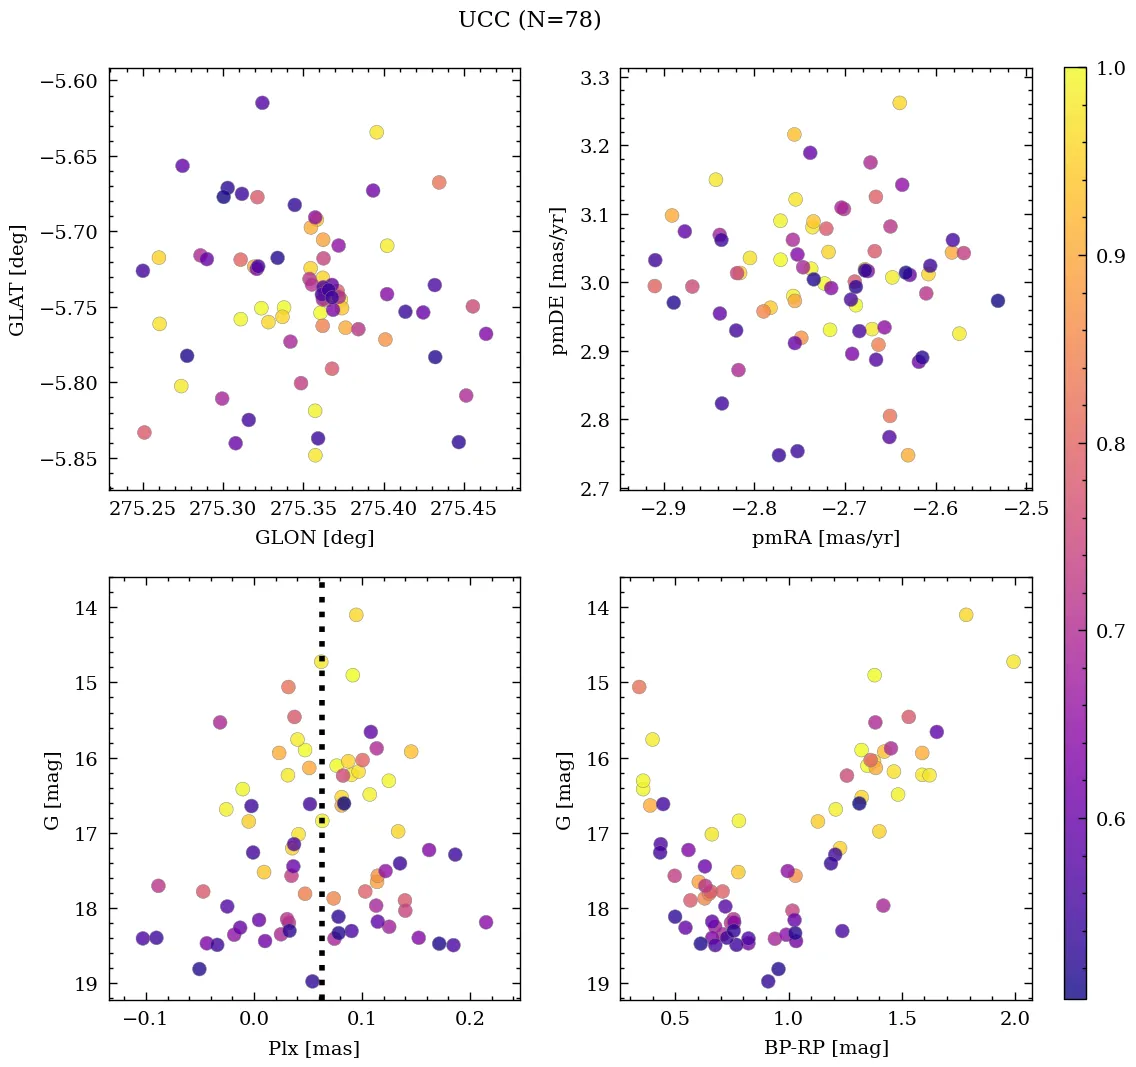 UCC (N=78)
−5.60
−5.65
−5.70
−5.75
−5.80
−5.85
GLAT [deg]
275.25 275.30 275.35 275.40 275.45
GLON [deg]
3.3
3.2
3.1
3.0
2.9
2.8
2.7
pmDE [mas/yr]
−2.9 −2.8 −2.7 −2.6 −2.5
pmRA [mas/yr]
14
15
16
17
18
19
G [mag]
−0.1 0.0 0.1 0.2
Plx [mas]
14
15
16
17
18
19
G [mag]
0.5 1.0 1.5 2.0
BP-RP [mag]
1.0
0.9
0.8
0.7
0.6